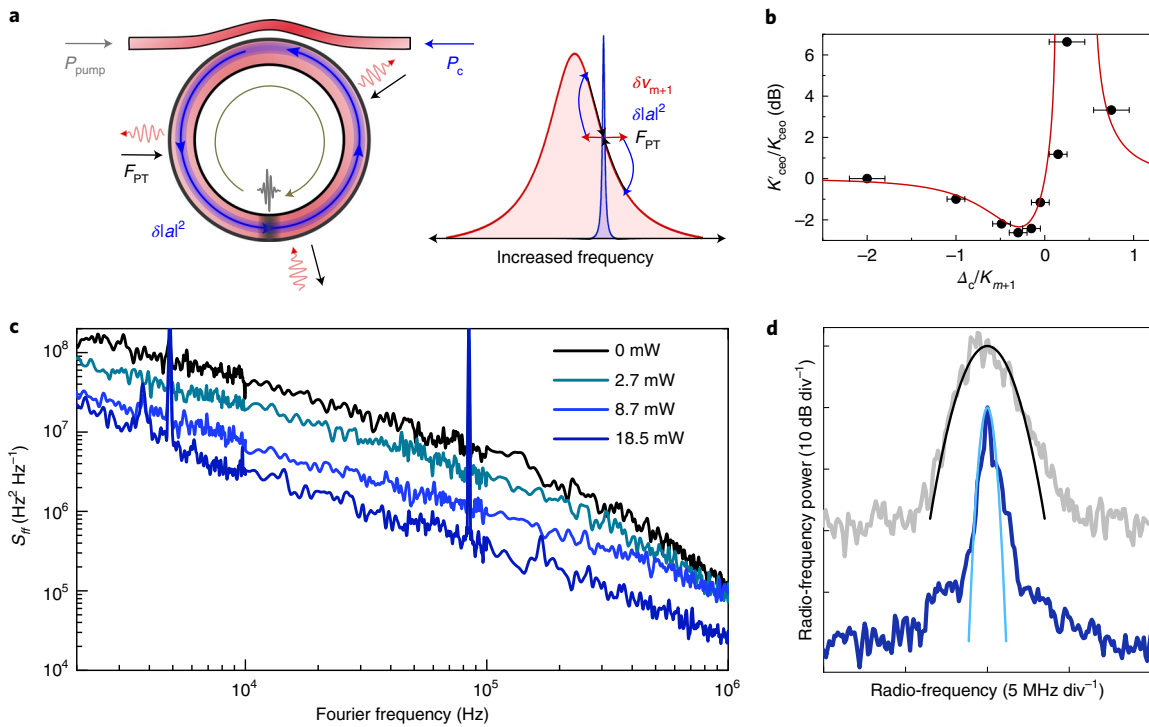 a
P_pump
P_c
F_PT
δ|a|²
δν_m+1
δ|a|²
F_PT
Increased frequency
b
K′_ceo/K_ceo (dB)
6
4
2
0
−2
−2
−1
0
1
Δ_c/K_m+1
c
S_ff (Hz² Hz⁻¹)
10⁸
10⁷
10⁶
10⁵
10⁴
0 mW
2.7 mW
8.7 mW
18.5 mW
10⁴
10⁵
10⁶
Fourier frequency (Hz)
d
Radio-frequency power (10 dB div⁻¹)
Radio-frequency (5 MHz div⁻¹)